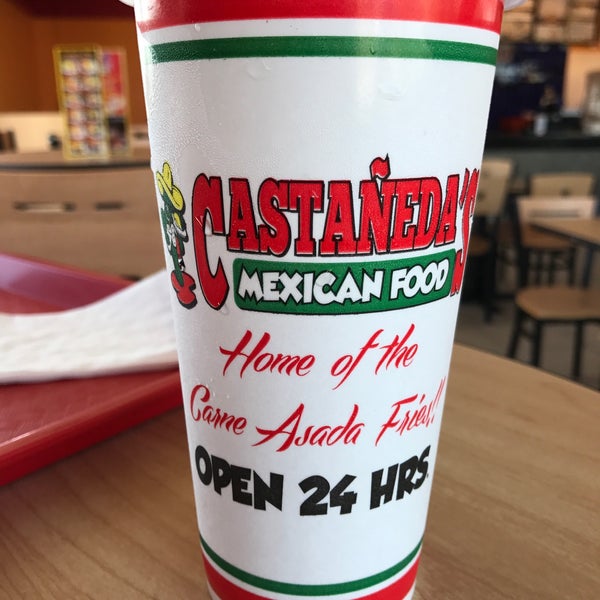 CASTAÑEDA'S
MEXICAN FOOD
Home of the
Carne Asada Fries!!
OPEN 24 HRS.